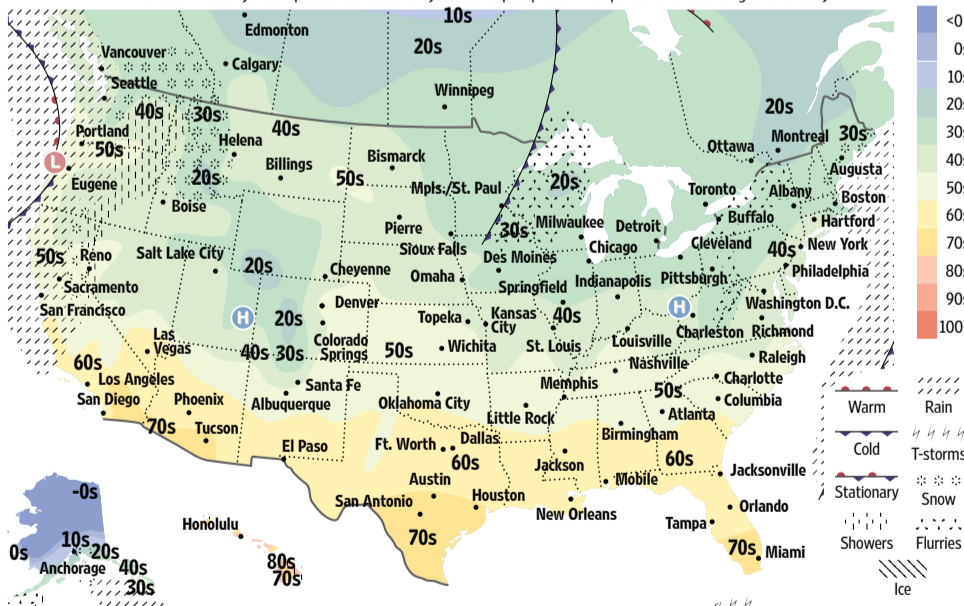 10s
<0
Edmonton
0s
Vancouver
20s
10s
Calgary
Seattle
20s
Winnipeg
40s
30s
20s
30s
40s
Portland
Montreal
30s
50s
Helena
Ottawa
40s
L
Billings
Bismarck
Augusta
50s
Eugene
20s
50s
Mpls./St. Paul
20s
Toronto
Albany
Boston
60s
Boise
Buffalo
Hartford
Pierre
30s
Milwaukee
Detroit
70s
Sioux Falls
Chicago
Cleveland
40s
New York
50s
Reno
Salt Lake City
20s
Des Moines
Philadelphia
80s
Cheyenne
Omaha
Indianapolis
Pittsburgh
Sacramento
Springfield
90s
San Francisco
H
20s
Denver
Topeka
Kansas
City
40s
H
Washington D.C.
100
Las
Vegas
Colorado
Springs
St. Louis
Louisville
Charleston
Richmond
40s
30s
50s
Wichita
Nashville
Raleigh
60s
Los Angeles
Santa Fe
Memphis
50s
Charlotte
San Diego
Phoenix
Albuquerque
Oklahoma City
Little Rock
Columbia
Warm
Rain
70s
Tucson
Atlanta
El Paso
Ft. Worth
Dallas
Birmingham
Cold
T-storms
60s
Jackson
60s
Jacksonville
Austin
Mobile
Stationary
Snow
-0s
San Antonio
Houston
New Orleans
Orlando
Honolulu
Tampa
10s
70s
Showers
Flurries
0s
20s
70s
Miami
Anchorage
40s
80s
30s
70s
Ice